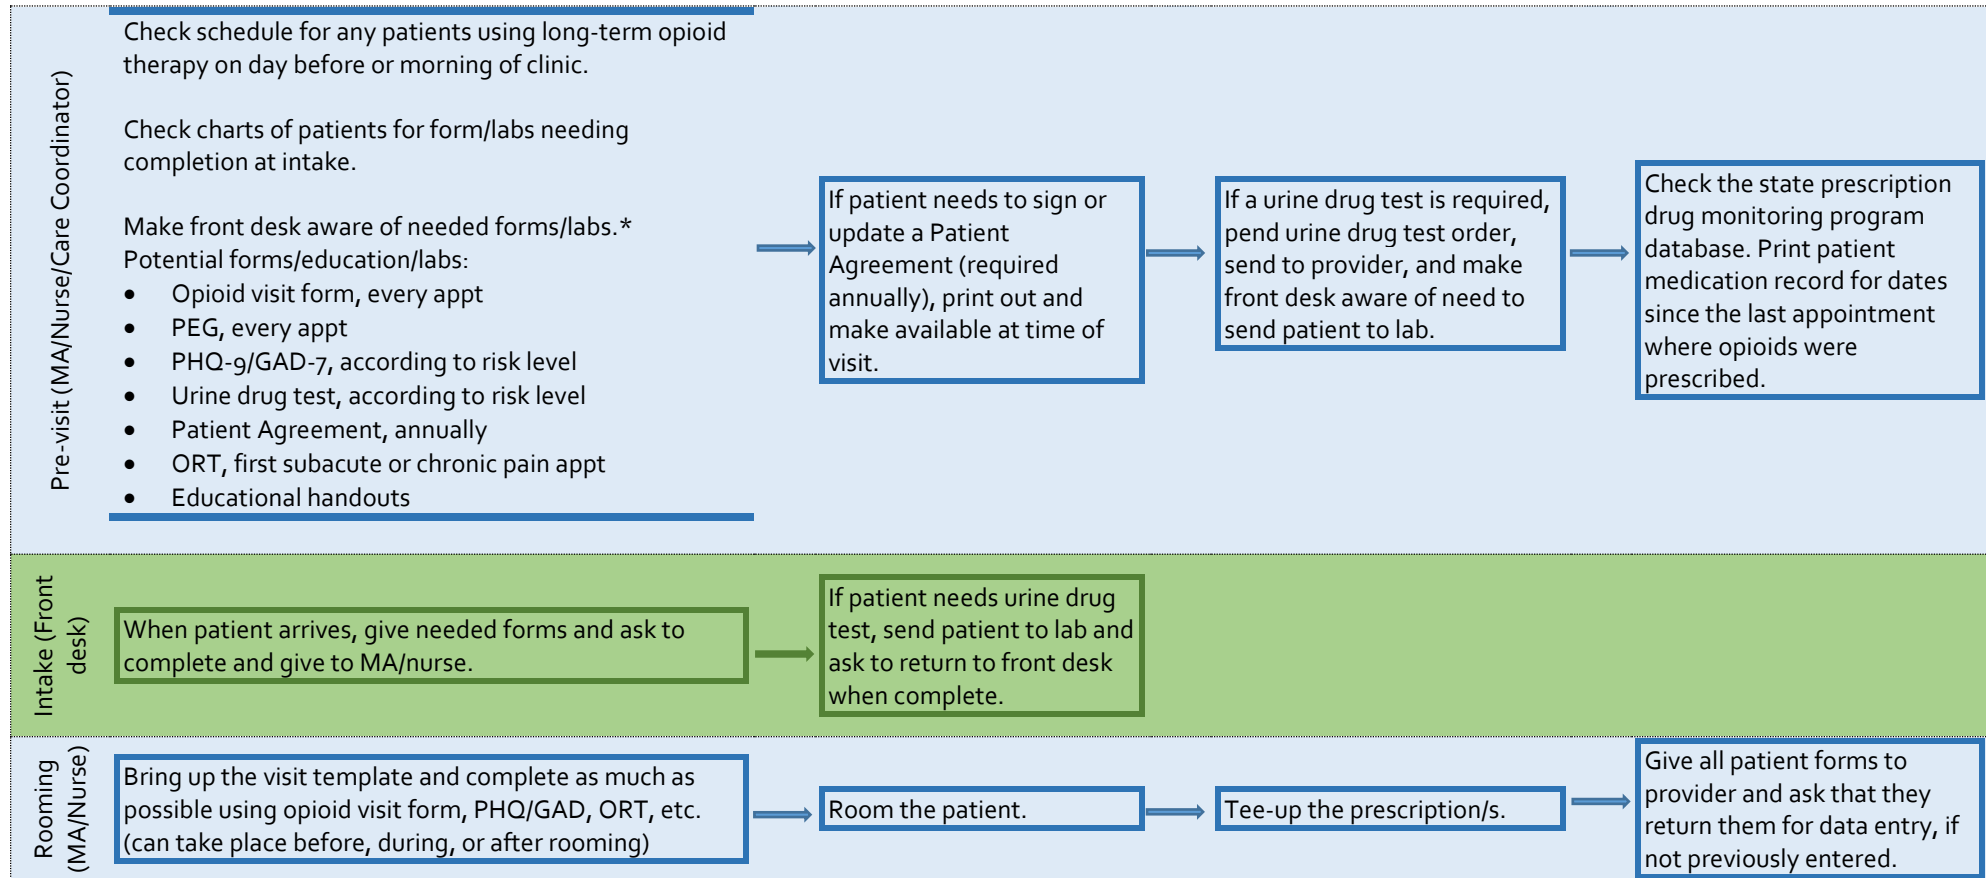 Pre-visit (MA/Nurse/Care Coordinator)
Check schedule for any patients using long-term opioid
therapy on day before or morning of clinic.
Check charts of patients for form/labs needing
completion at intake.
Make front desk aware of needed forms/labs.*
Potential forms/education/labs:
• Opioid visit form, every appt
• PEG, every appt
• PHQ-9/GAD-7, according to risk level
• Urine drug test, according to risk level
• Patient Agreement, annually
• ORT, first subacute or chronic pain appt
• Educational handouts
If patient needs to sign or
update a Patient
Agreement (required
annually), print out and
make available at time of
visit.
If a urine drug test is required,
pend urine drug test order,
send to provider, and make
front desk aware of need to
send patient to lab.
Check the state prescription
drug monitoring program
database. Print patient
medication record for dates
since the last appointment
where opioids were
prescribed.
Intake (Front
desk)
When patient arrives, give needed forms and ask to
complete and give to MA/nurse.
If patient needs urine drug
test, send patient to lab and
ask to return to front desk
when complete.
Rooming
(MA/Nurse)
Bring up the visit template and complete as much as
possible using opioid visit form, PHQ/GAD, ORT, etc.
(can take place before, during, or after rooming)
Room the patient.
Tee-up the prescription/s.
Give all patient forms to
provider and ask that they
return them for data entry, if
not previously entered.